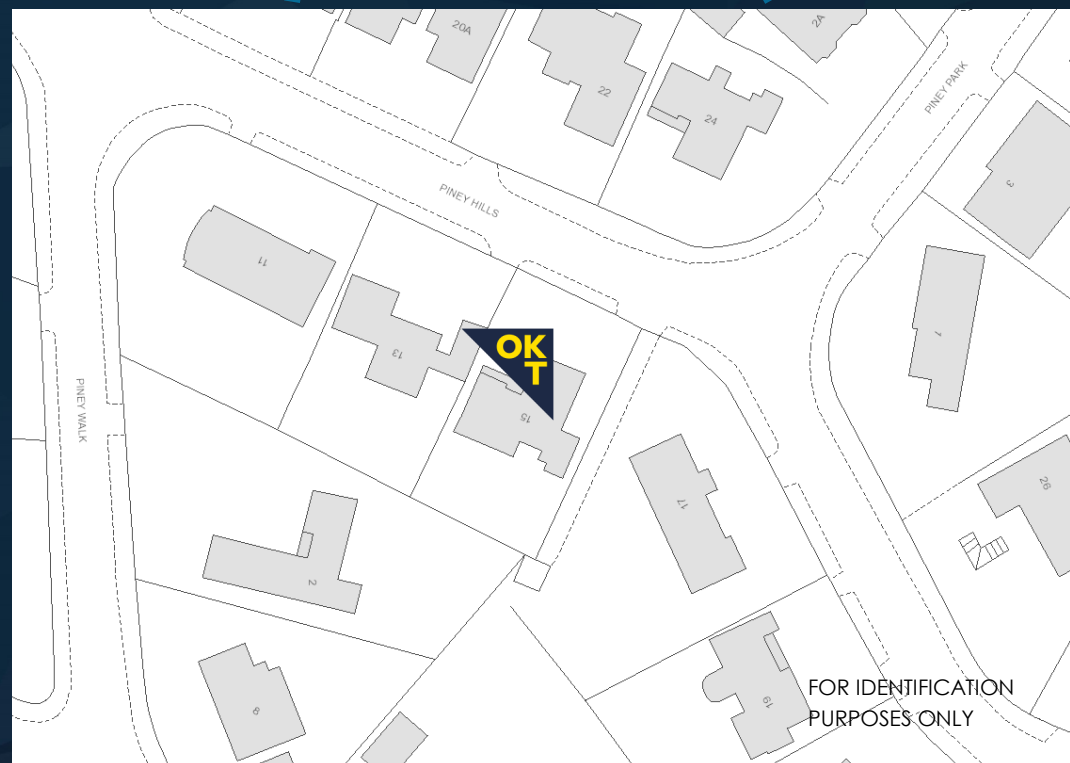 20A
2A
22
24
PINEY PARK
3
PINEY HILLS
11
OK
T
13
15
1
PINEY WALK
17
26
2
19
FOR IDENTIFICATION
PURPOSES ONLY